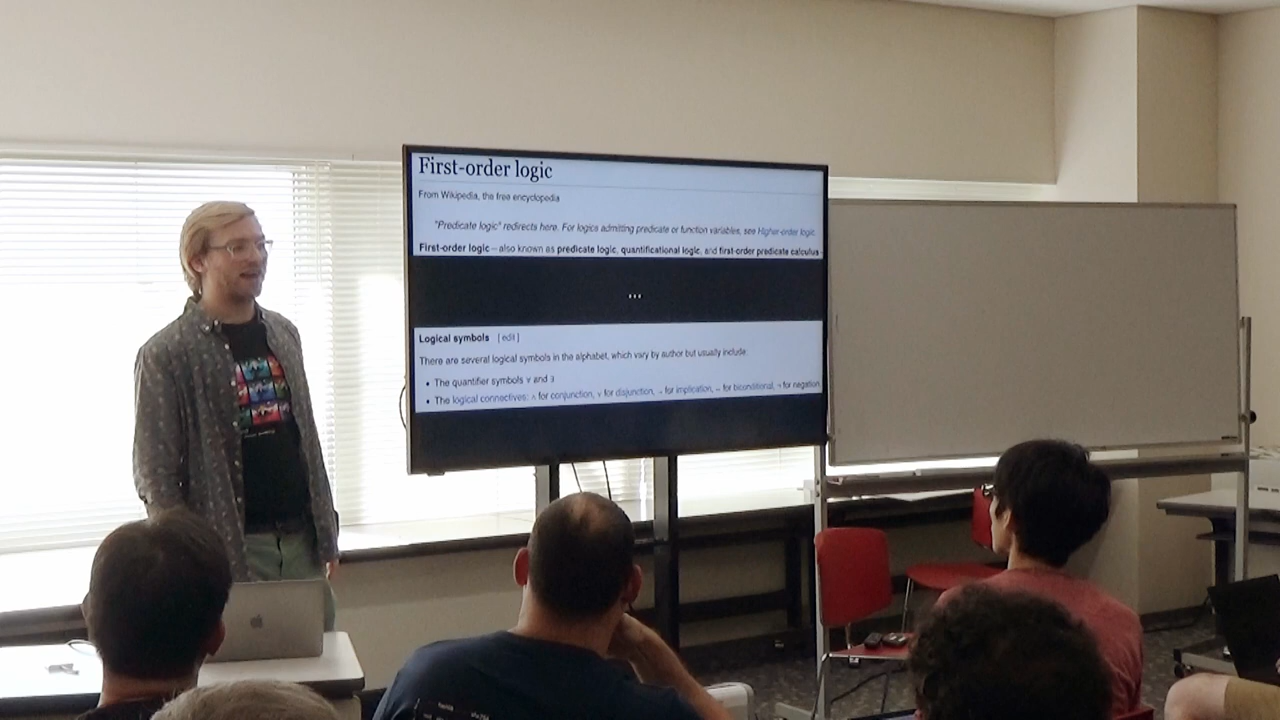 First-order logic
From Wikipedia, the free encyclopedia
"Predicate logic" redirects here. For logics admitting predicate or function variables, see Higher-order logic.
First-order logic—also known as predicate logic, quantificational logic, and first-order predicate calculus
...
Logical symbols [edit]
There are several logical symbols in the alphabet, which vary by author but usually include:
• The quantifier symbols ∀ and ∃
• The logical connectives: ∧ for conjunction, ∨ for disjunction, → for implication, ↔ for biconditional, ¬ for negation